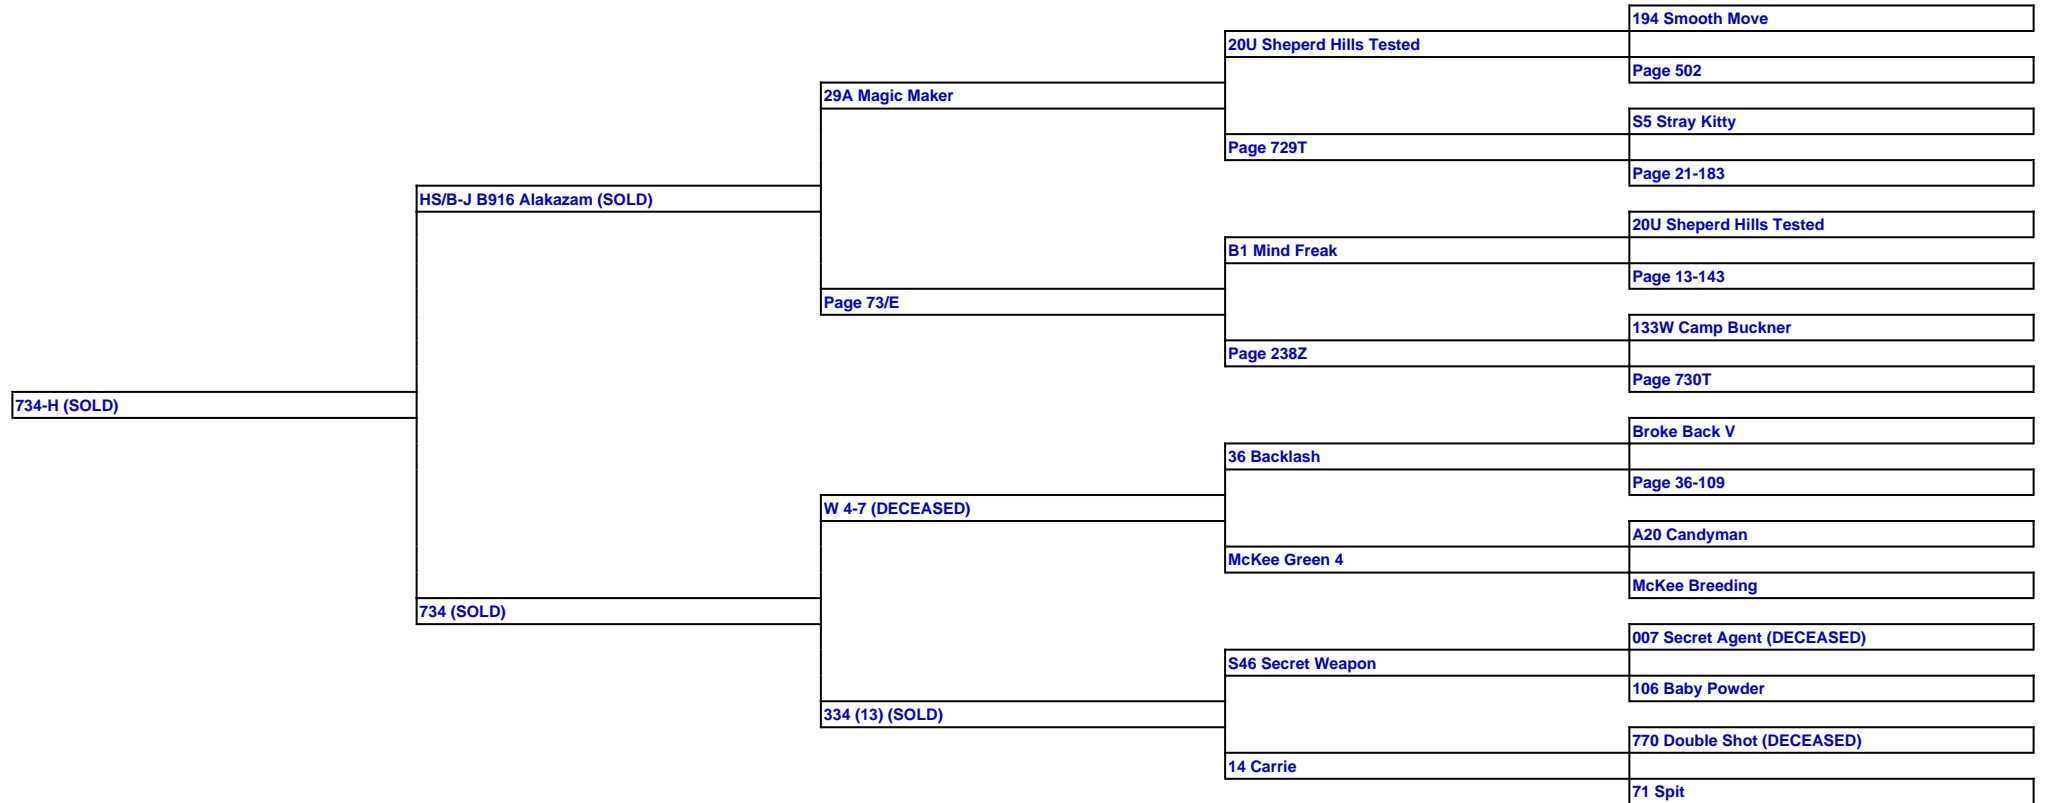 194 Smooth Move
20U Sheperd Hills Tested
Page 502
29A Magic Maker
S5 Stray Kitty
Page 729T
Page 21-183
HS/B-J B916 Alakazam (SOLD)
20U Sheperd Hills Tested
B1 Mind Freak
Page 13-143
Page 73/E
133W Camp Buckner
Page 238Z
Page 730T
734-H (SOLD)
Broke Back V
36 Backlash
Page 36-109
W 4-7 (DECEASED)
A20 Candyman
McKee Green 4
McKee Breeding
734 (SOLD)
007 Secret Agent (DECEASED)
S46 Secret Weapon
106 Baby Powder
334 (13) (SOLD)
770 Double Shot (DECEASED)
14 Carrie
71 Spit